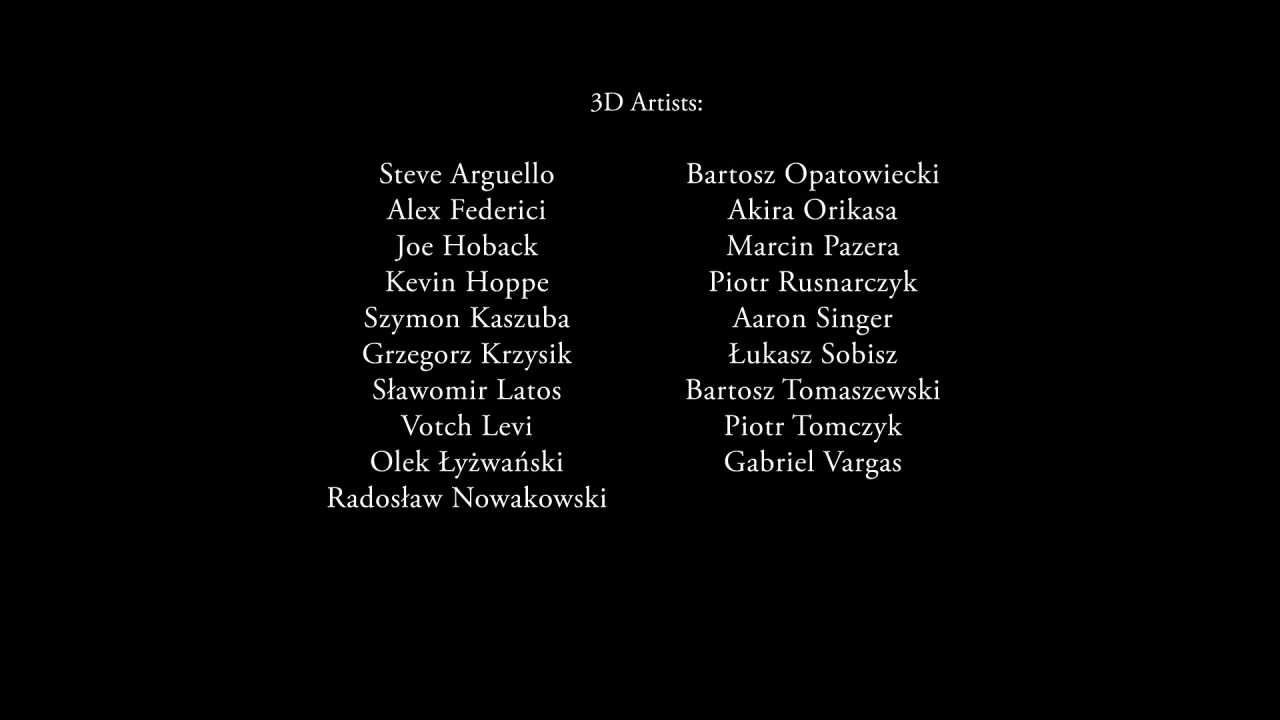 3D Artists:
Steve Arguello
Alex Federici
Joe Hoback
Kevin Hoppe
Szymon Kaszuba
Grzegorz Krzysik
Sławomir Latos
Votch Levi
Olek Łyżwański
Radosław Nowakowski
Bartosz Opatowiecki
Akira Orikasa
Marcin Pazera
Piotr Rusnarczyk
Aaron Singer
Łukasz Sobisz
Bartosz Tomaszewski
Piotr Tomczyk
Gabriel Vargas